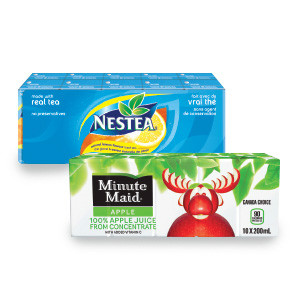 made with
real tea
no preservatives
fait avec du
vrai thé
sans agent
de conservation
NESTEA
Minute
Maid
APPLE
100% APPLE JUICE
FROM CONCENTRATE
WITH ADDED VITAMIN C
CANADA CHOICE
90
10 X 200mL